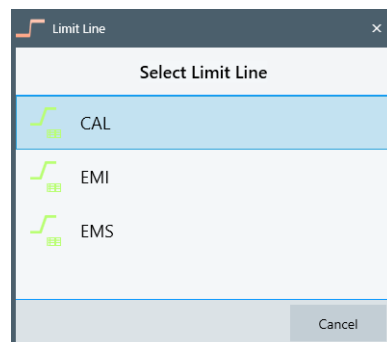 Limit Line
Select Limit Line
CAL
EMI
EMS
Cancel